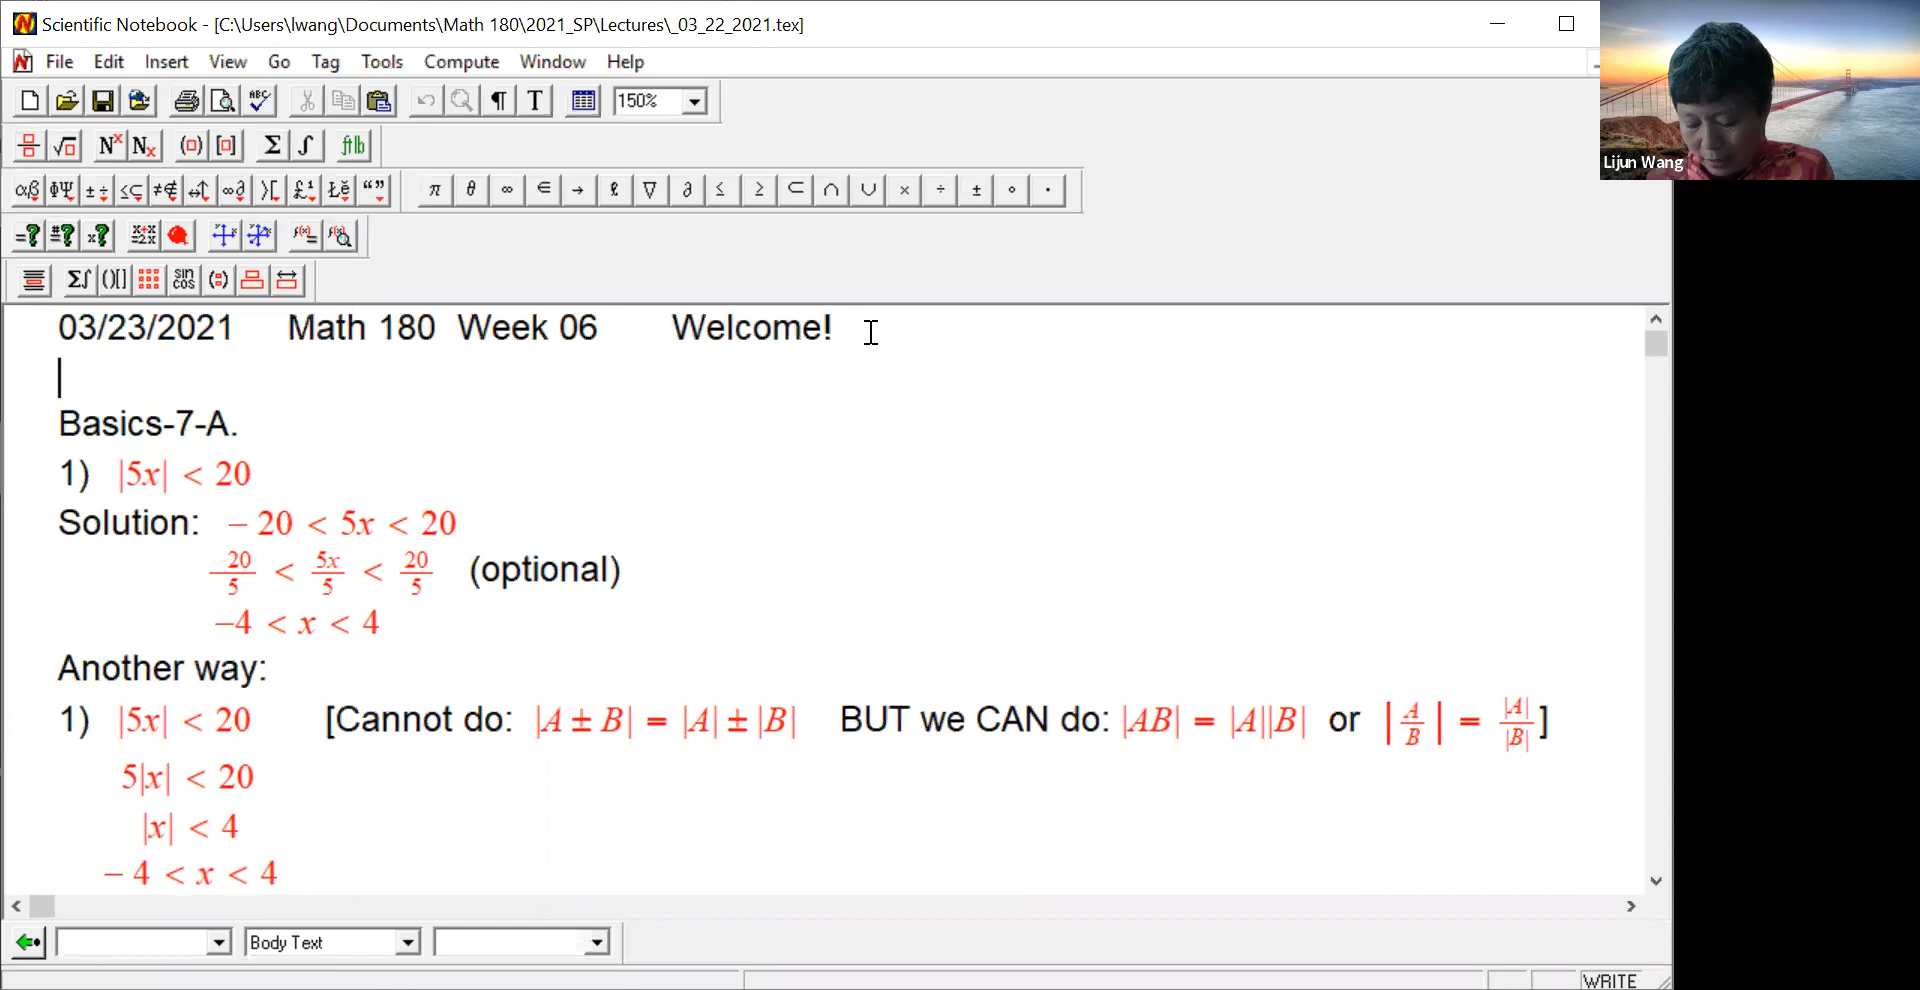 Scientific Notebook - [C:\Users\lwang\Documents\Math 180\2021_SP\Lectures\_03_22_2021.tex]
File Edit Insert View Go Tag Tools Compute Window Help
150%
Lijun Wang
03/23/2021 Math 180 Week 06 Welcome!
Basics-7-A.
1) |5x| < 20
Solution: − 20 < 5x < 20
−20/5 < 5x/5 < 20/5 (optional)
−4 < x < 4
Another way:
1) |5x| < 20 [Cannot do: |A ± B| = |A| ± |B| BUT we CAN do: |AB| = |A||B| or |A/B| = |A|/|B| ]
5|x| < 20
|x| < 4
− 4 < x < 4
Body Text
WRITE